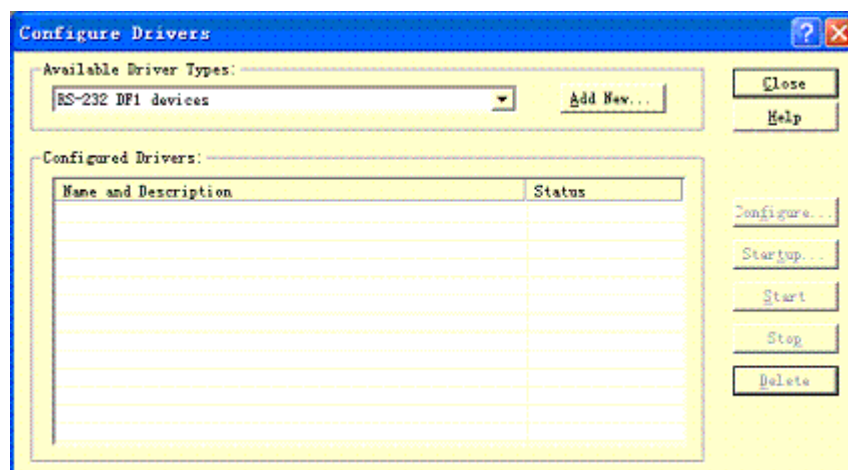 Configure Drivers
Available Driver Types:
RS-232 DF1 devices
Add New...
Close
Help
Configured Drivers:
Name and Description Status
Configure...
Startup...
Start
Stop
Delete